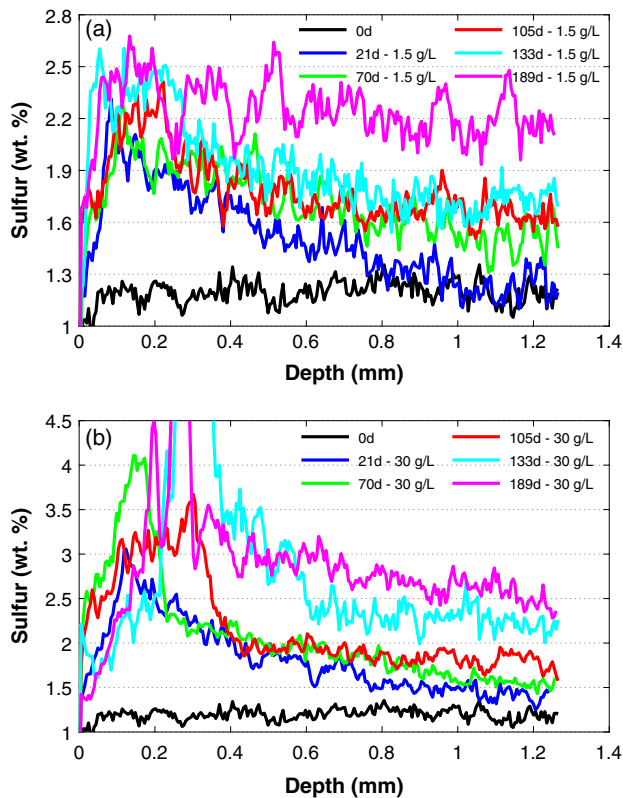 (a)
0d
21d - 1.5 g/L
70d - 1.5 g/L
105d - 1.5 g/L
133d - 1.5 g/L
189d - 1.5 g/L
Sulfur (wt. %)
2.8
2.5
2.2
1.9
1.6
1.3
1
0 0.2 0.4 0.6 0.8 1 1.2 1.4
Depth (mm)
(b)
0d
21d - 30 g/L
70d - 30 g/L
105d - 30 g/L
133d - 30 g/L
189d - 30 g/L
Sulfur (wt. %)
4.5
4
3.5
3
2.5
2
1.5
1
0 0.2 0.4 0.6 0.8 1 1.2 1.4
Depth (mm)